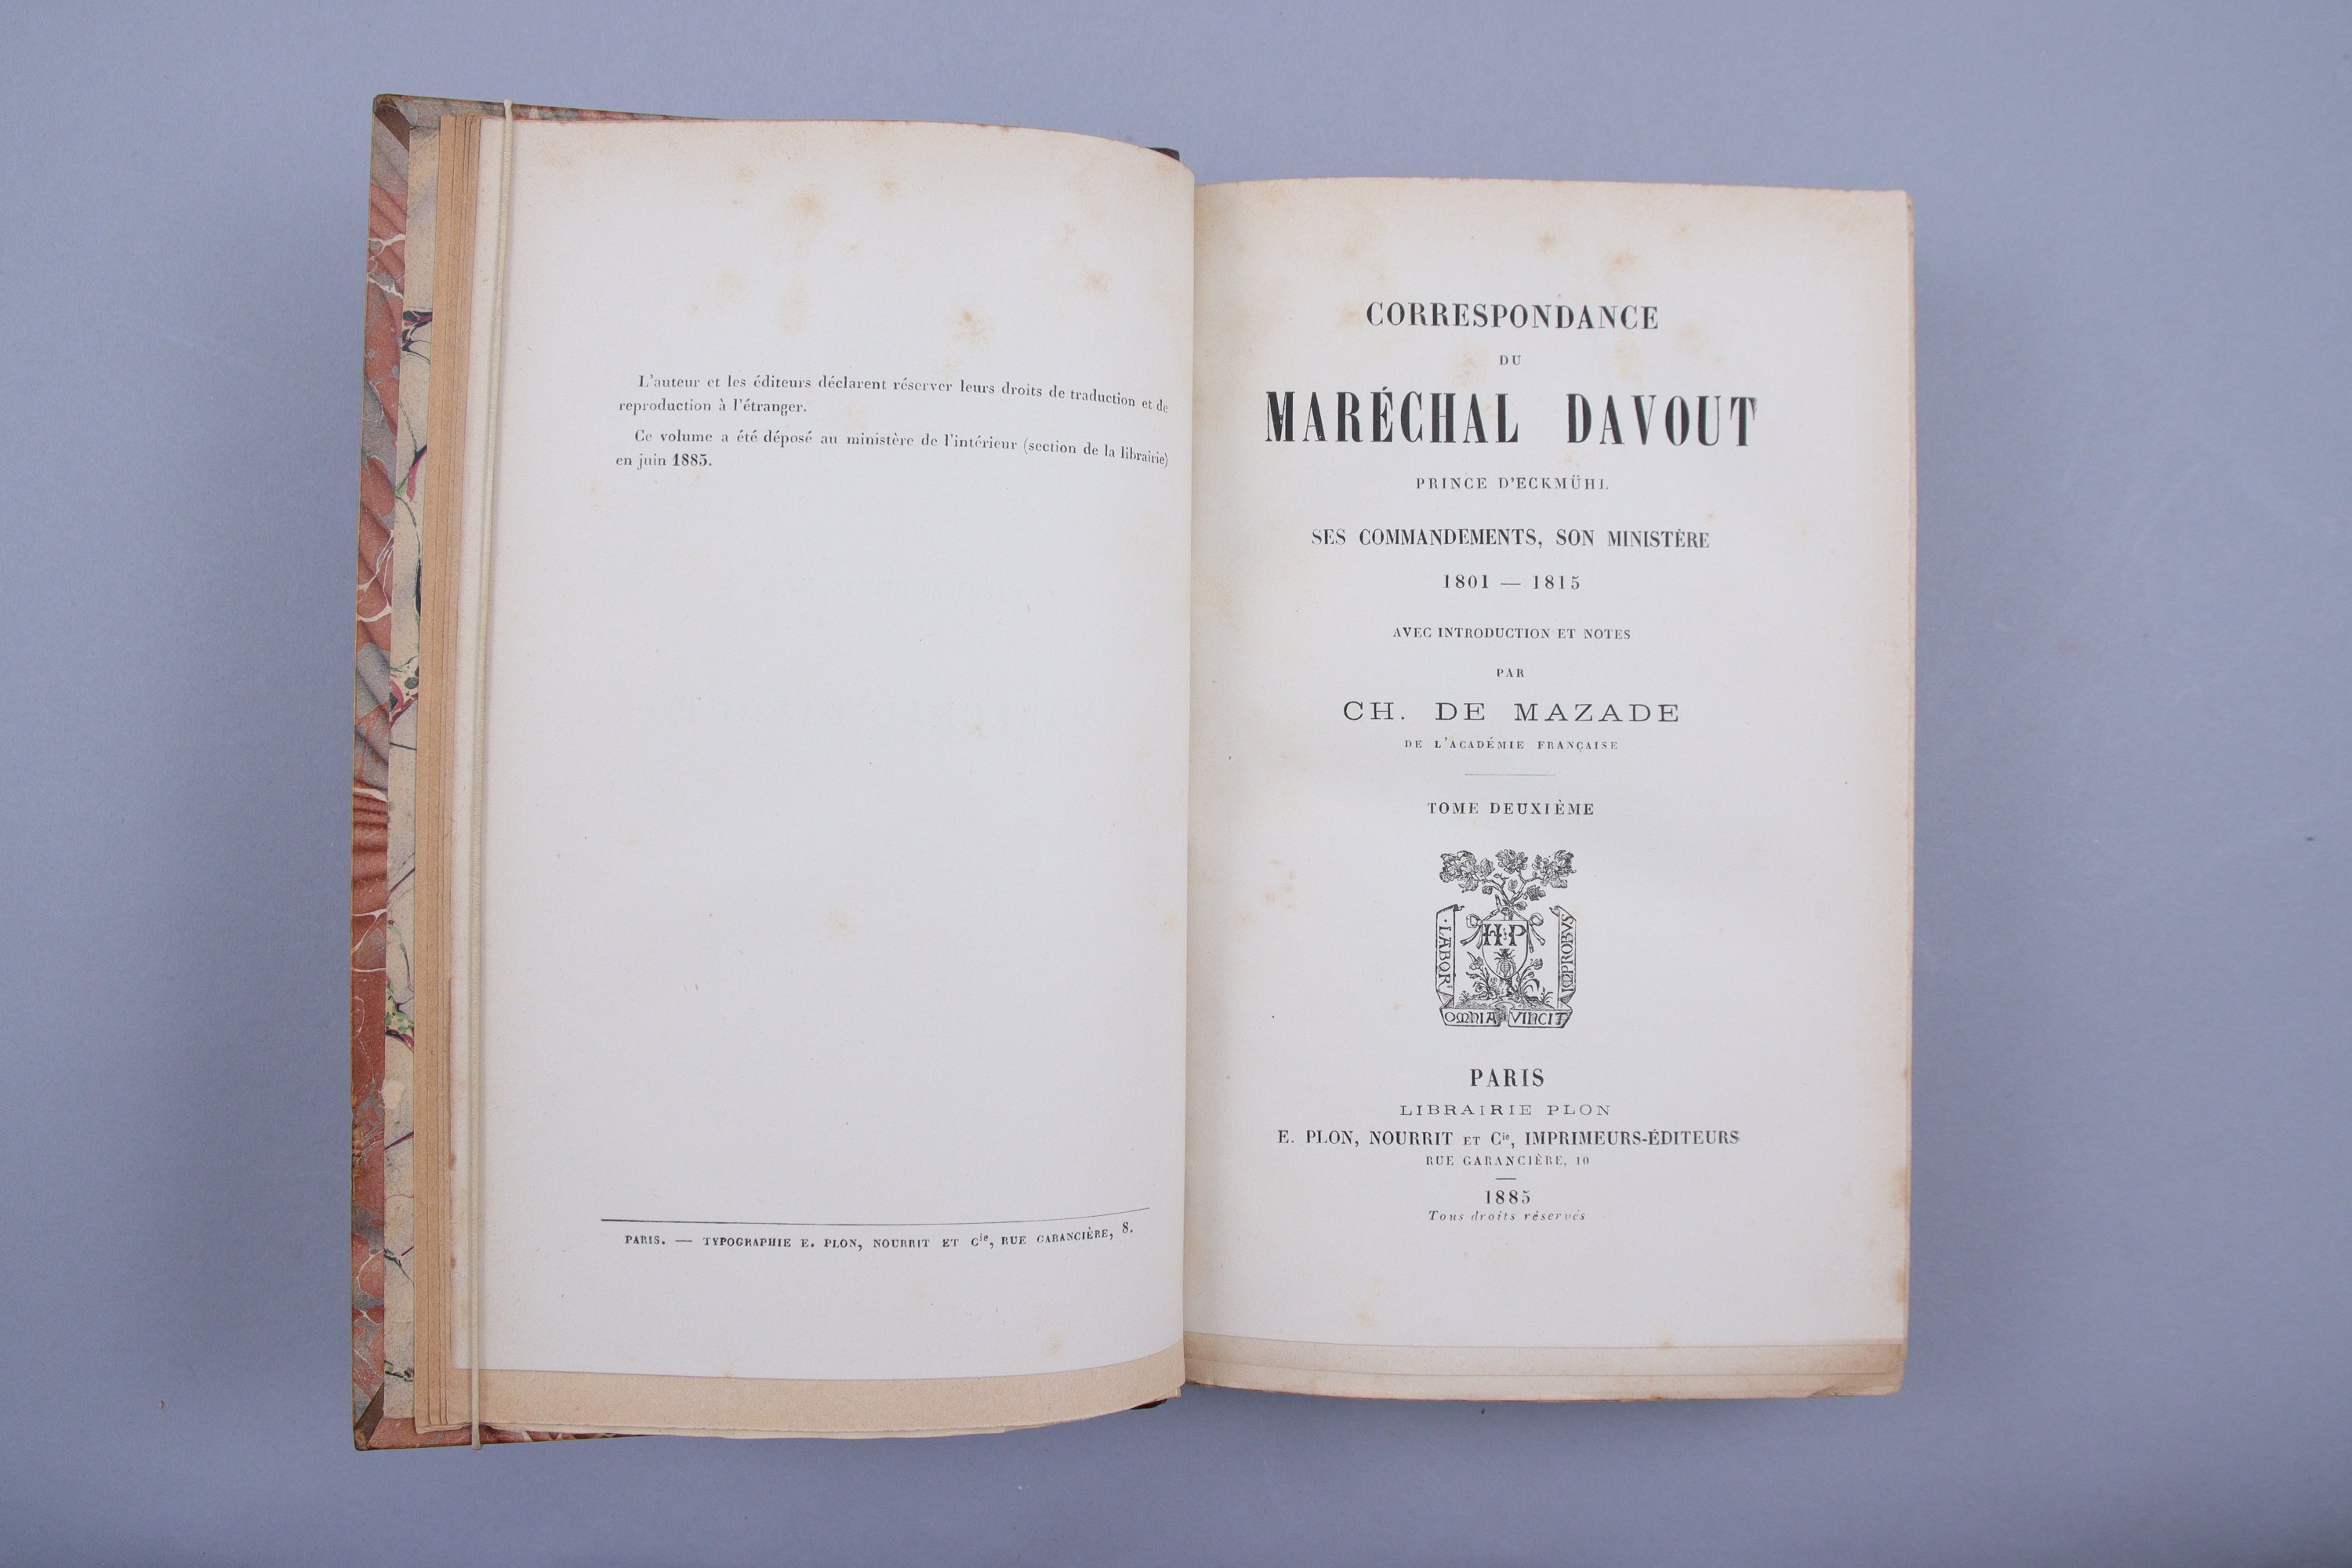 L'auteur et les éditeurs déclarent réserver leurs droits de traduction et de
reproduction à l'étranger.
Ce volume a été déposé au ministère de l'intérieur (section de la librairie)
en juin 1885.
PARIS. — TYPOGRAPHIE E. PLON, NOURRIT ET Cie, RUE GARANCIÈRE, 8.
CORRESPONDANCE
DU
MARÉCHAL DAVOUT
PRINCE D'ECKMÜHL
SES COMMANDEMENTS, SON MINISTÈRE
1801 — 1815
AVEC INTRODUCTION ET NOTES
PAR
CH. DE MAZADE
DE L'ACADÉMIE FRANÇAISE
TOME DEUXIÈME
H P
LABOR
OMNIA VINCIT
IMPROBVS
PARIS
LIBRAIRIE PLON
E. PLON, NOURRIT ET Cie, IMPRIMEURS-ÉDITEURS
RUE GARANCIÈRE, 10
1885
Tous droits réservés